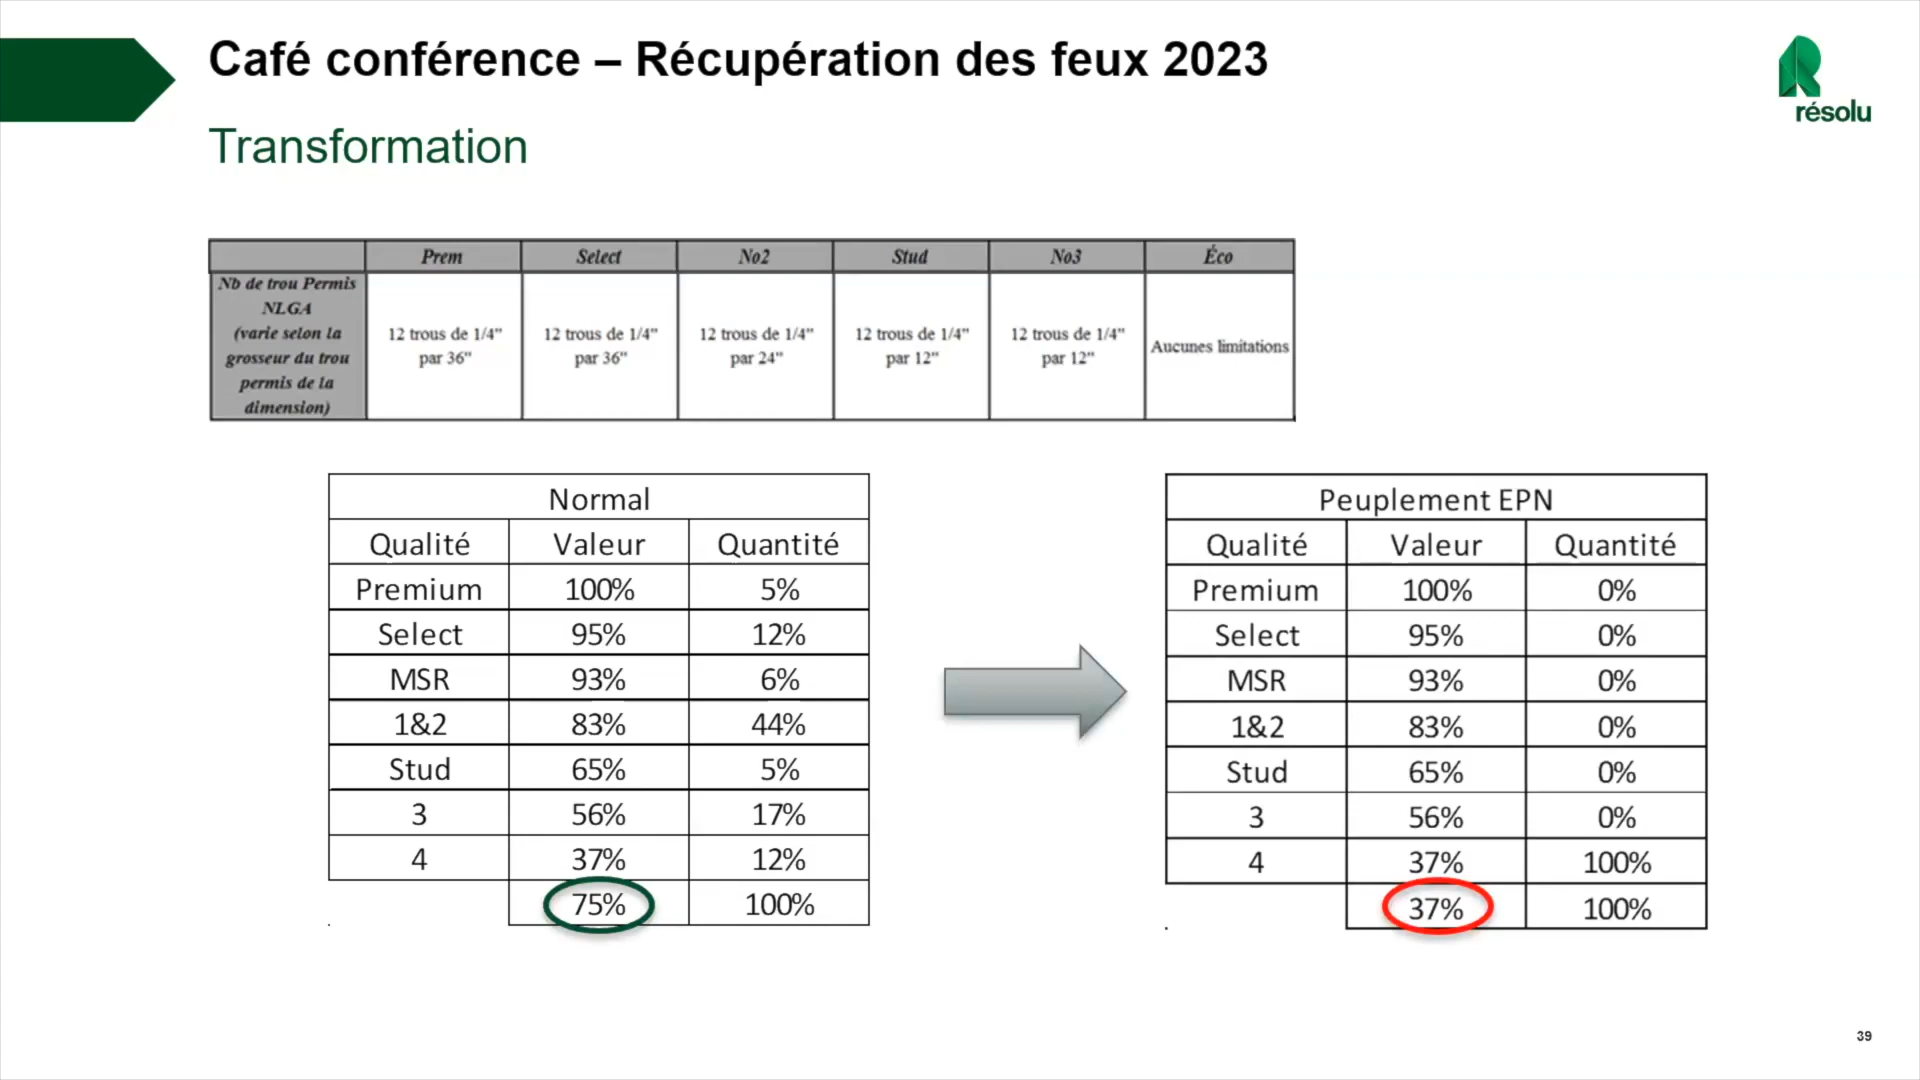 Café conférence – Récupération des feux 2023
résolu
Transformation
Prem Select No2 Stud No3 Éco
Nb de trou Permis
NLGA
(varie selon la
grosseur du trou
permis de la
dimension)
12 trous de 1/4"
par 36"
12 trous de 1/4"
par 36"
12 trous de 1/4"
par 24"
12 trous de 1/4"
par 12"
12 trous de 1/4"
par 12"
Aucunes limitations
Normal
Qualité Valeur Quantité
Premium 100% 5%
Select 95% 12%
MSR 93% 6%
1&2 83% 44%
Stud 65% 5%
3 56% 17%
4 37% 12%
75% 100%
Peuplement EPN
Qualité Valeur Quantité
Premium 100% 0%
Select 95% 0%
MSR 93% 0%
1&2 83% 0%
Stud 65% 0%
3 56% 0%
4 37% 100%
37% 100%
39